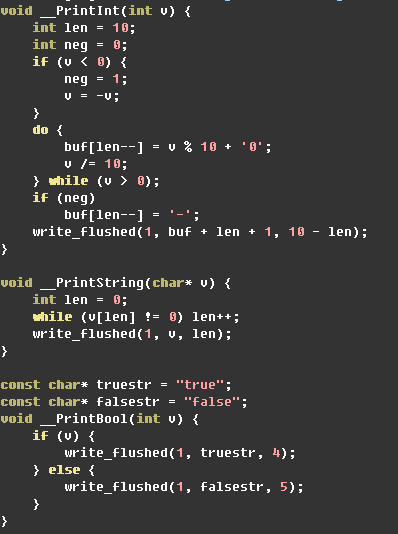 void __PrintInt(int v) {
    int len = 10;
    int neg = 0;
    if (v < 0) {
        neg = 1;
        v = -v;
    }
    do {
        buf[len--] = v % 10 + '0';
        v /= 10;
    } while (v > 0);
    if (neg)
        buf[len--] = '-';
    write_flushed(1, buf + len + 1, 10 - len);
}

void __PrintString(char* v) {
    int len = 0;
    while (v[len] != 0) len++;
    write_flushed(1, v, len);
}

const char* truestr = "true";
const char* falsestr = "false";
void __PrintBool(int v) {
    if (v) {
        write_flushed(1, truestr, 4);
    } else {
        write_flushed(1, falsestr, 5);
    }
}